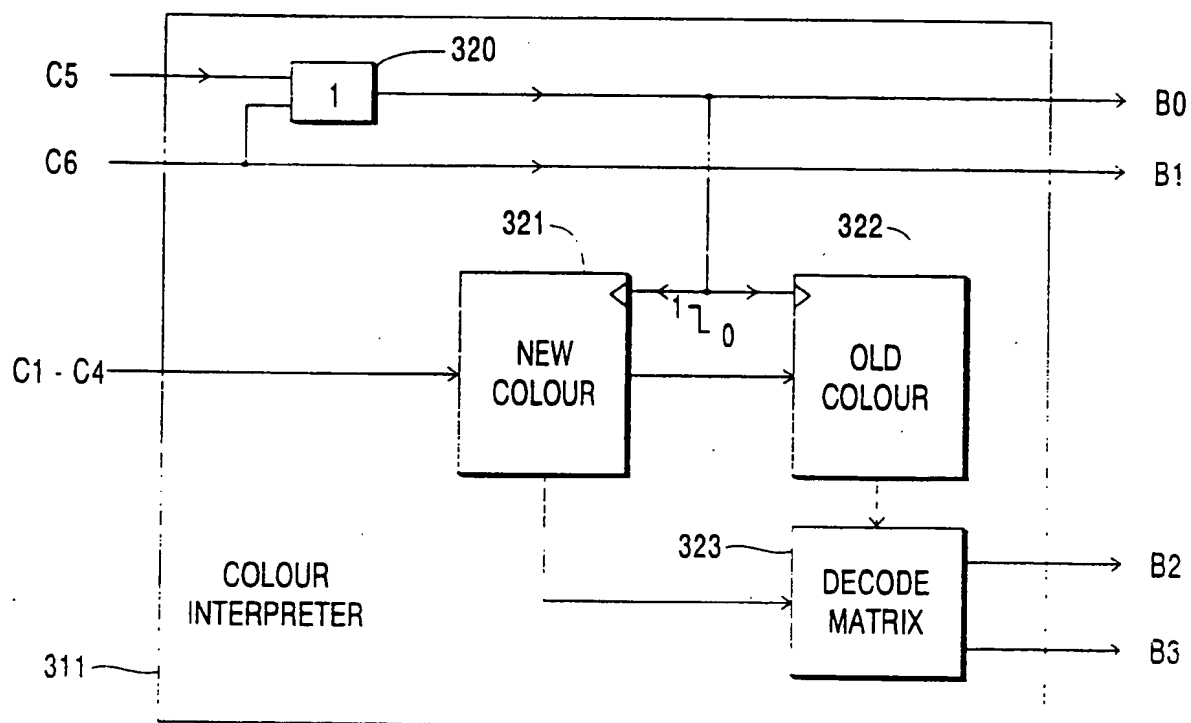 320
C5
1
B0
C6
B1
321
322
1
0
C1 - C4
NEW
COLOUR
OLD
COLOUR
323
COLOUR
INTERPRETER
DECODE
MATRIX
B2
B3
311